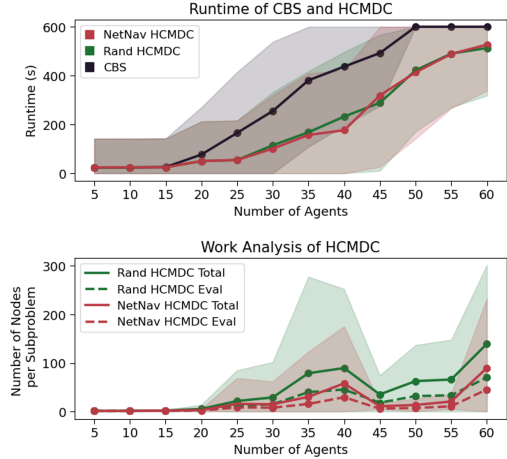 Runtime of CBS and HCMDC
600
400
200
0
Runtime (s)
NetNav HCMDC
Rand HCMDC
CBS
5 10 15 20 25 30 35 40 45 50 55 60
Number of Agents
Work Analysis of HCMDC
300
200
100
0
Number of Nodes
per Subproblem
Rand HCMDC Total
Rand HCMDC Eval
NetNav HCMDC Total
NetNav HCMDC Eval
5 10 15 20 25 30 35 40 45 50 55 60
Number of Agents